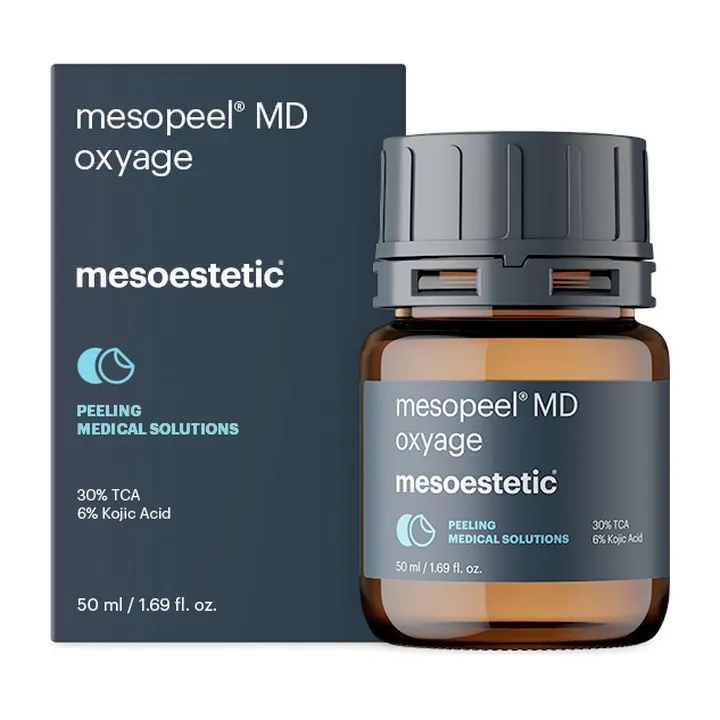 mesopeel® MD
oxyage
mesoestetic®
PEELING
MEDICAL SOLUTIONS
30% TCA
6% Kojic Acid
50 ml / 1.69 fl. oz.
mesopeel® MD
oxyage
mesoestetic®
PEELING
MEDICAL SOLUTIONS
30% TCA
6% Kojic Acid
50 ml / 1.69 fl. oz.